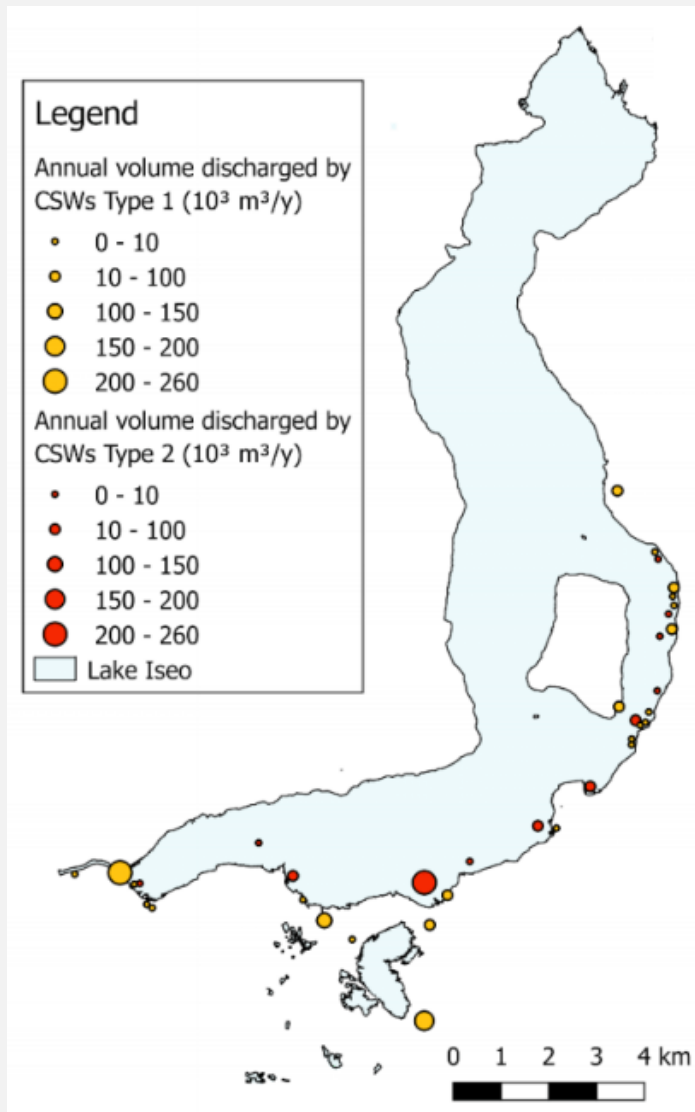 Legend
Annual volume discharged by
CSWs Type 1 (10³ m³/y)
0 - 10
10 - 100
100 - 150
150 - 200
200 - 260
Annual volume discharged by
CSWs Type 2 (10³ m³/y)
0 - 10
10 - 100
100 - 150
150 - 200
200 - 260
Lake Iseo
0 1 2 3 4 km